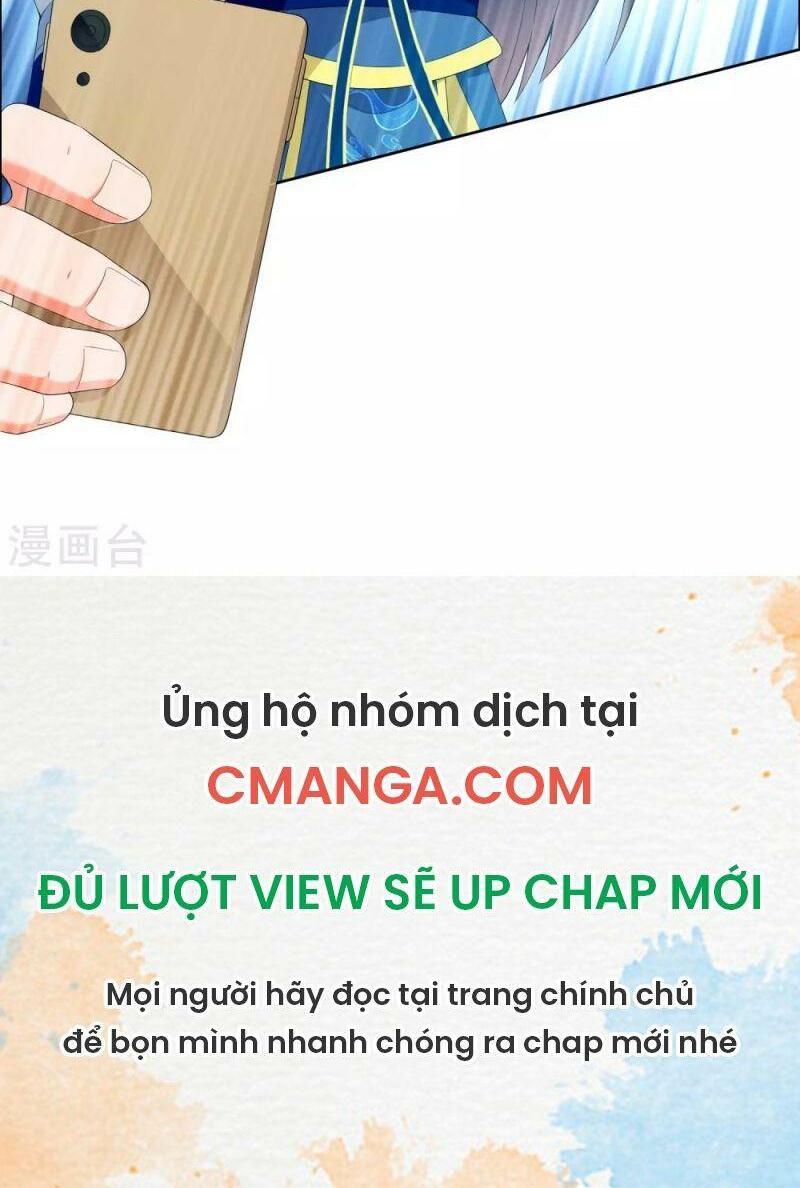 漫画台
Ủng hộ nhóm dịch tại
CMANGA.COM
ĐỦ LƯỢT VIEW SẼ UP CHAP MỚI
Mọi người hãy đọc tại trang chính chủ
để bọn mình nhanh chóng ra chap mới nhé